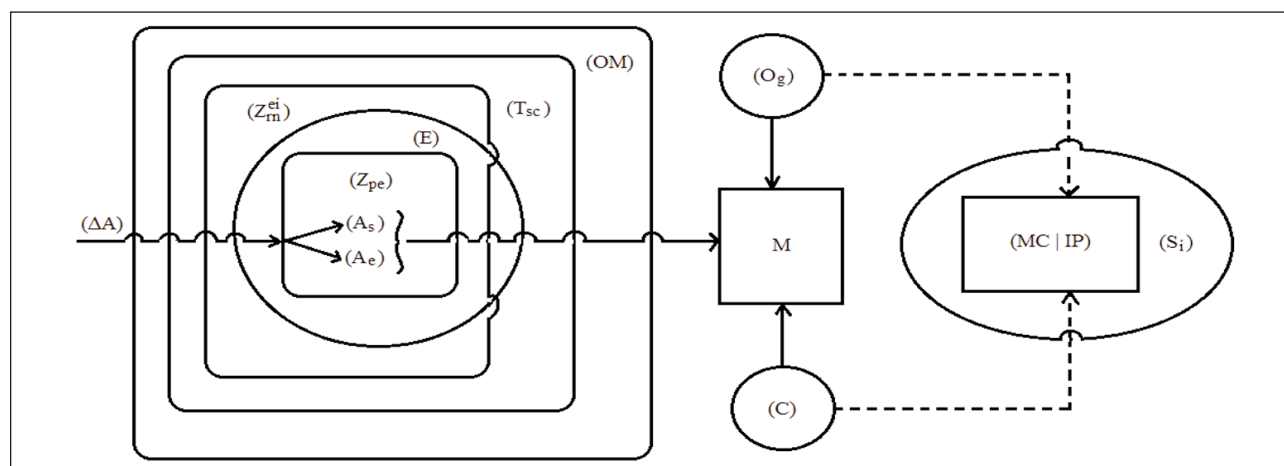 (OM)
(O_g)
(Z_rn^ei)
(T_sc)
(E)
(Z_pe)
(ΔA)
(A_s)
(A_e)
M
(MC | IP)
(S_i)
(C)